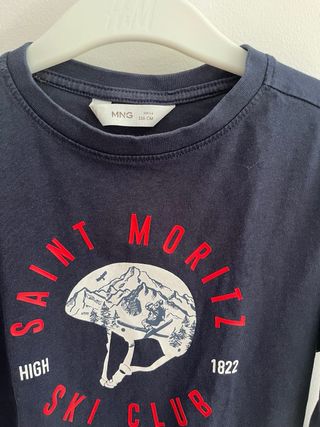 MNG
SAINT MORITZ
HIGH 1822
SKI CLUB